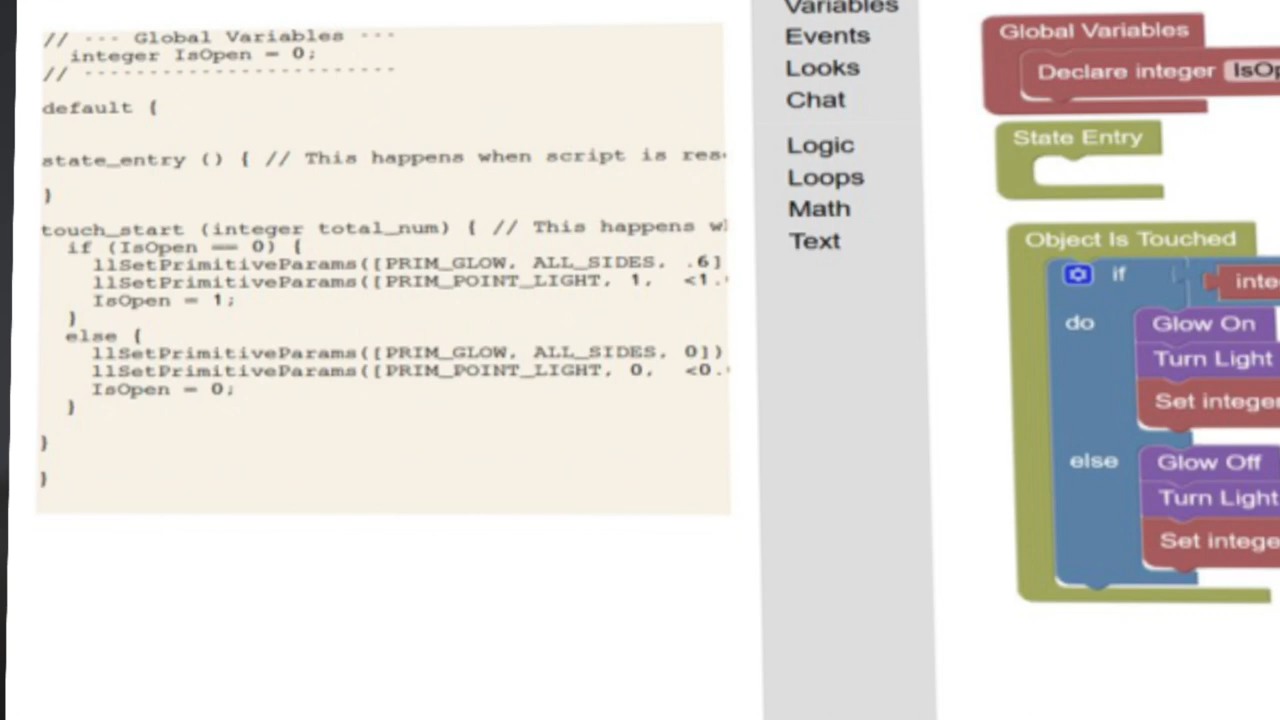 // --- Global Variables ---
integer IsOpen = 0;
// ------------------------
default {
state_entry () { // This happens when script is res
}
touch_start (integer total_num) { // This happens w
if (IsOpen == 0) {
llSetPrimitiveParams([PRIM_GLOW, ALL_SIDES, .6]
llSetPrimitiveParams([PRIM_POINT_LIGHT, 1, <1.
IsOpen = 1;
}
else {
llSetPrimitiveParams([PRIM_GLOW, ALL_SIDES, 0])
llSetPrimitiveParams([PRIM_POINT_LIGHT, 0, <0.
IsOpen = 0;
}
}
}
Variables
Events
Looks
Chat
Logic
Loops
Math
Text
Global Variables
Declare integer IsOp
State Entry
Object Is Touched
if inte
do Glow On
Turn Light
Set integer
else Glow Off
Turn Light
Set intege